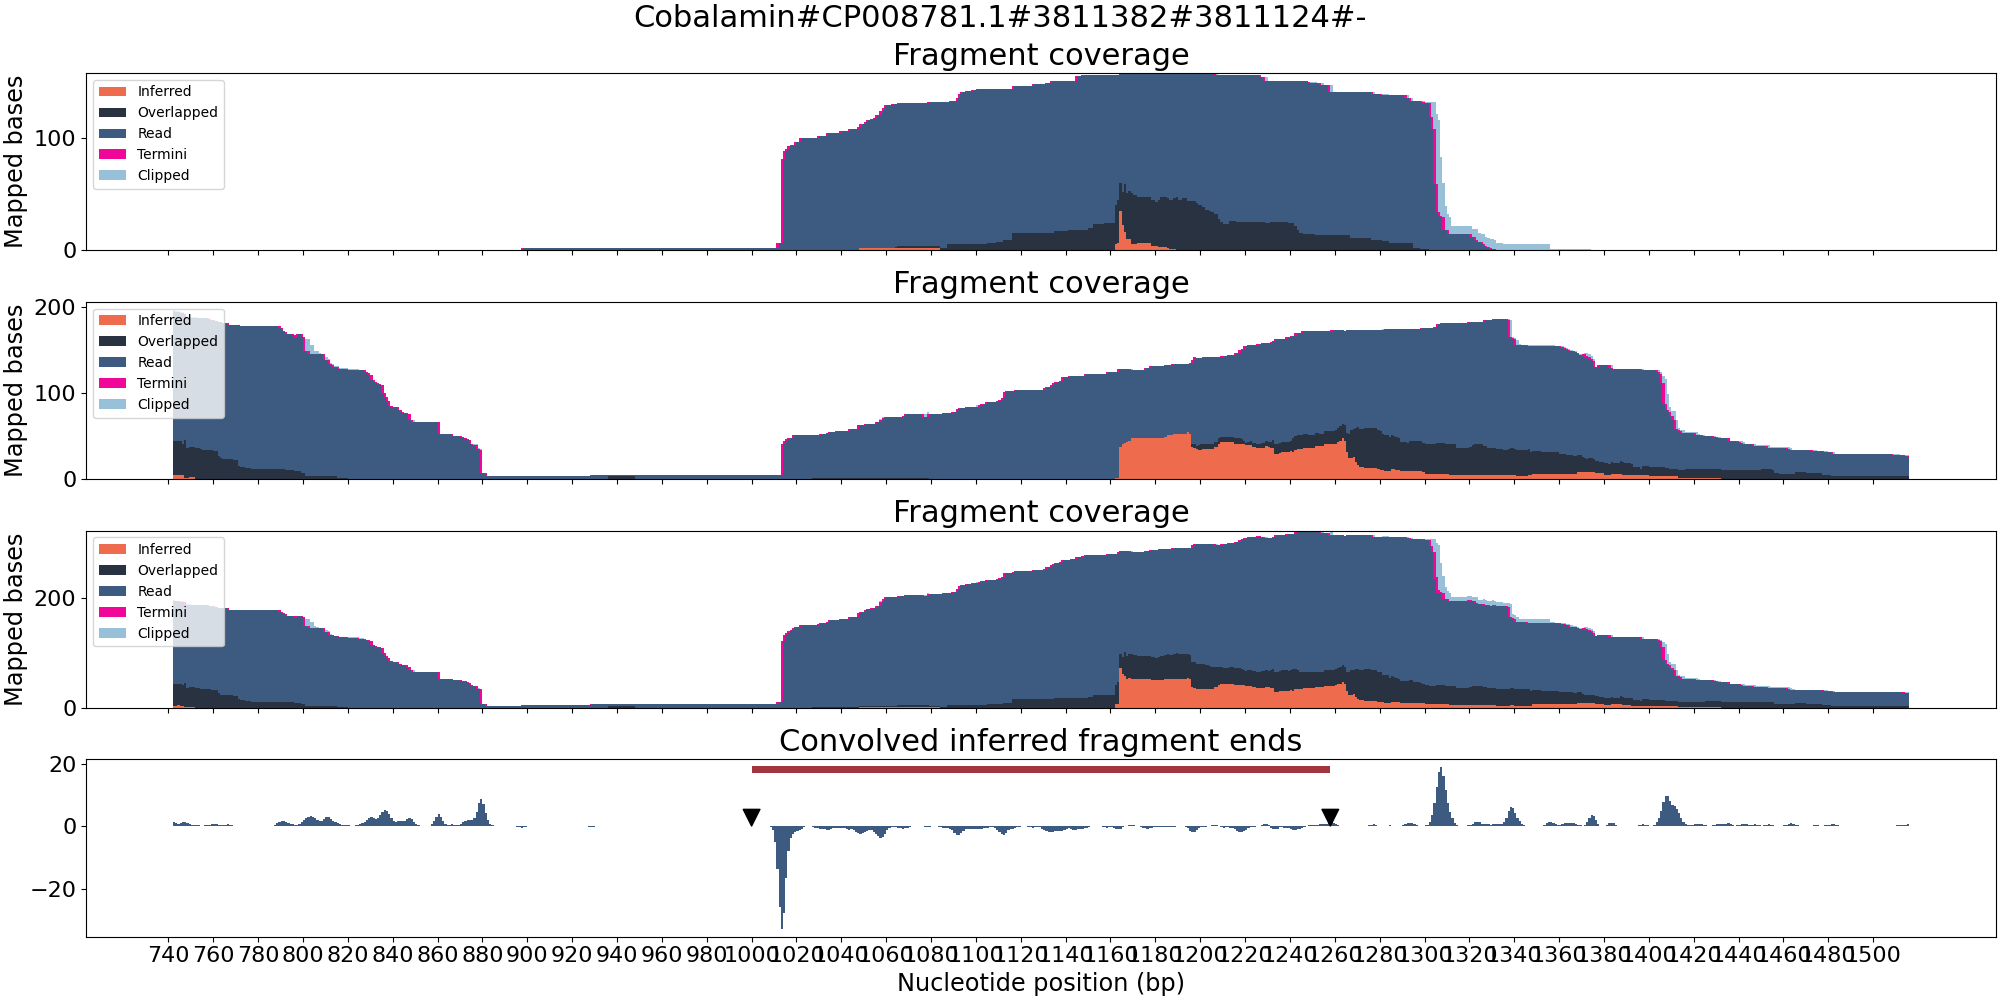 Cobalamin#CP008781.1#3811382#3811124#-
Fragment coverage
Mapped bases
100
0
Inferred
Overlapped
Read
Termini
Clipped
Fragment coverage
Mapped bases
200
100
0
Inferred
Overlapped
Read
Termini
Clipped
Fragment coverage
Mapped bases
200
0
Inferred
Overlapped
Read
Termini
Clipped
Convolved inferred fragment ends
20
0
−20
740 760 780 800 820 840 860 880 900 920 940 960 980 1000 1020 1040 1060 1080 1100 1120 1140 1160 1180 1200 1220 1240 1260 1280 1300 1320 1340 1360 1380 1400 1420 1440 1460 1480 1500
Nucleotide position (bp)